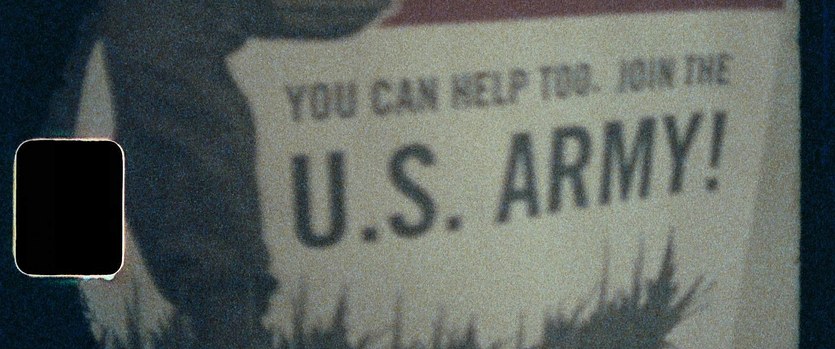 YOU CAN HELP TOO. JOIN THE
U.S. ARMY!